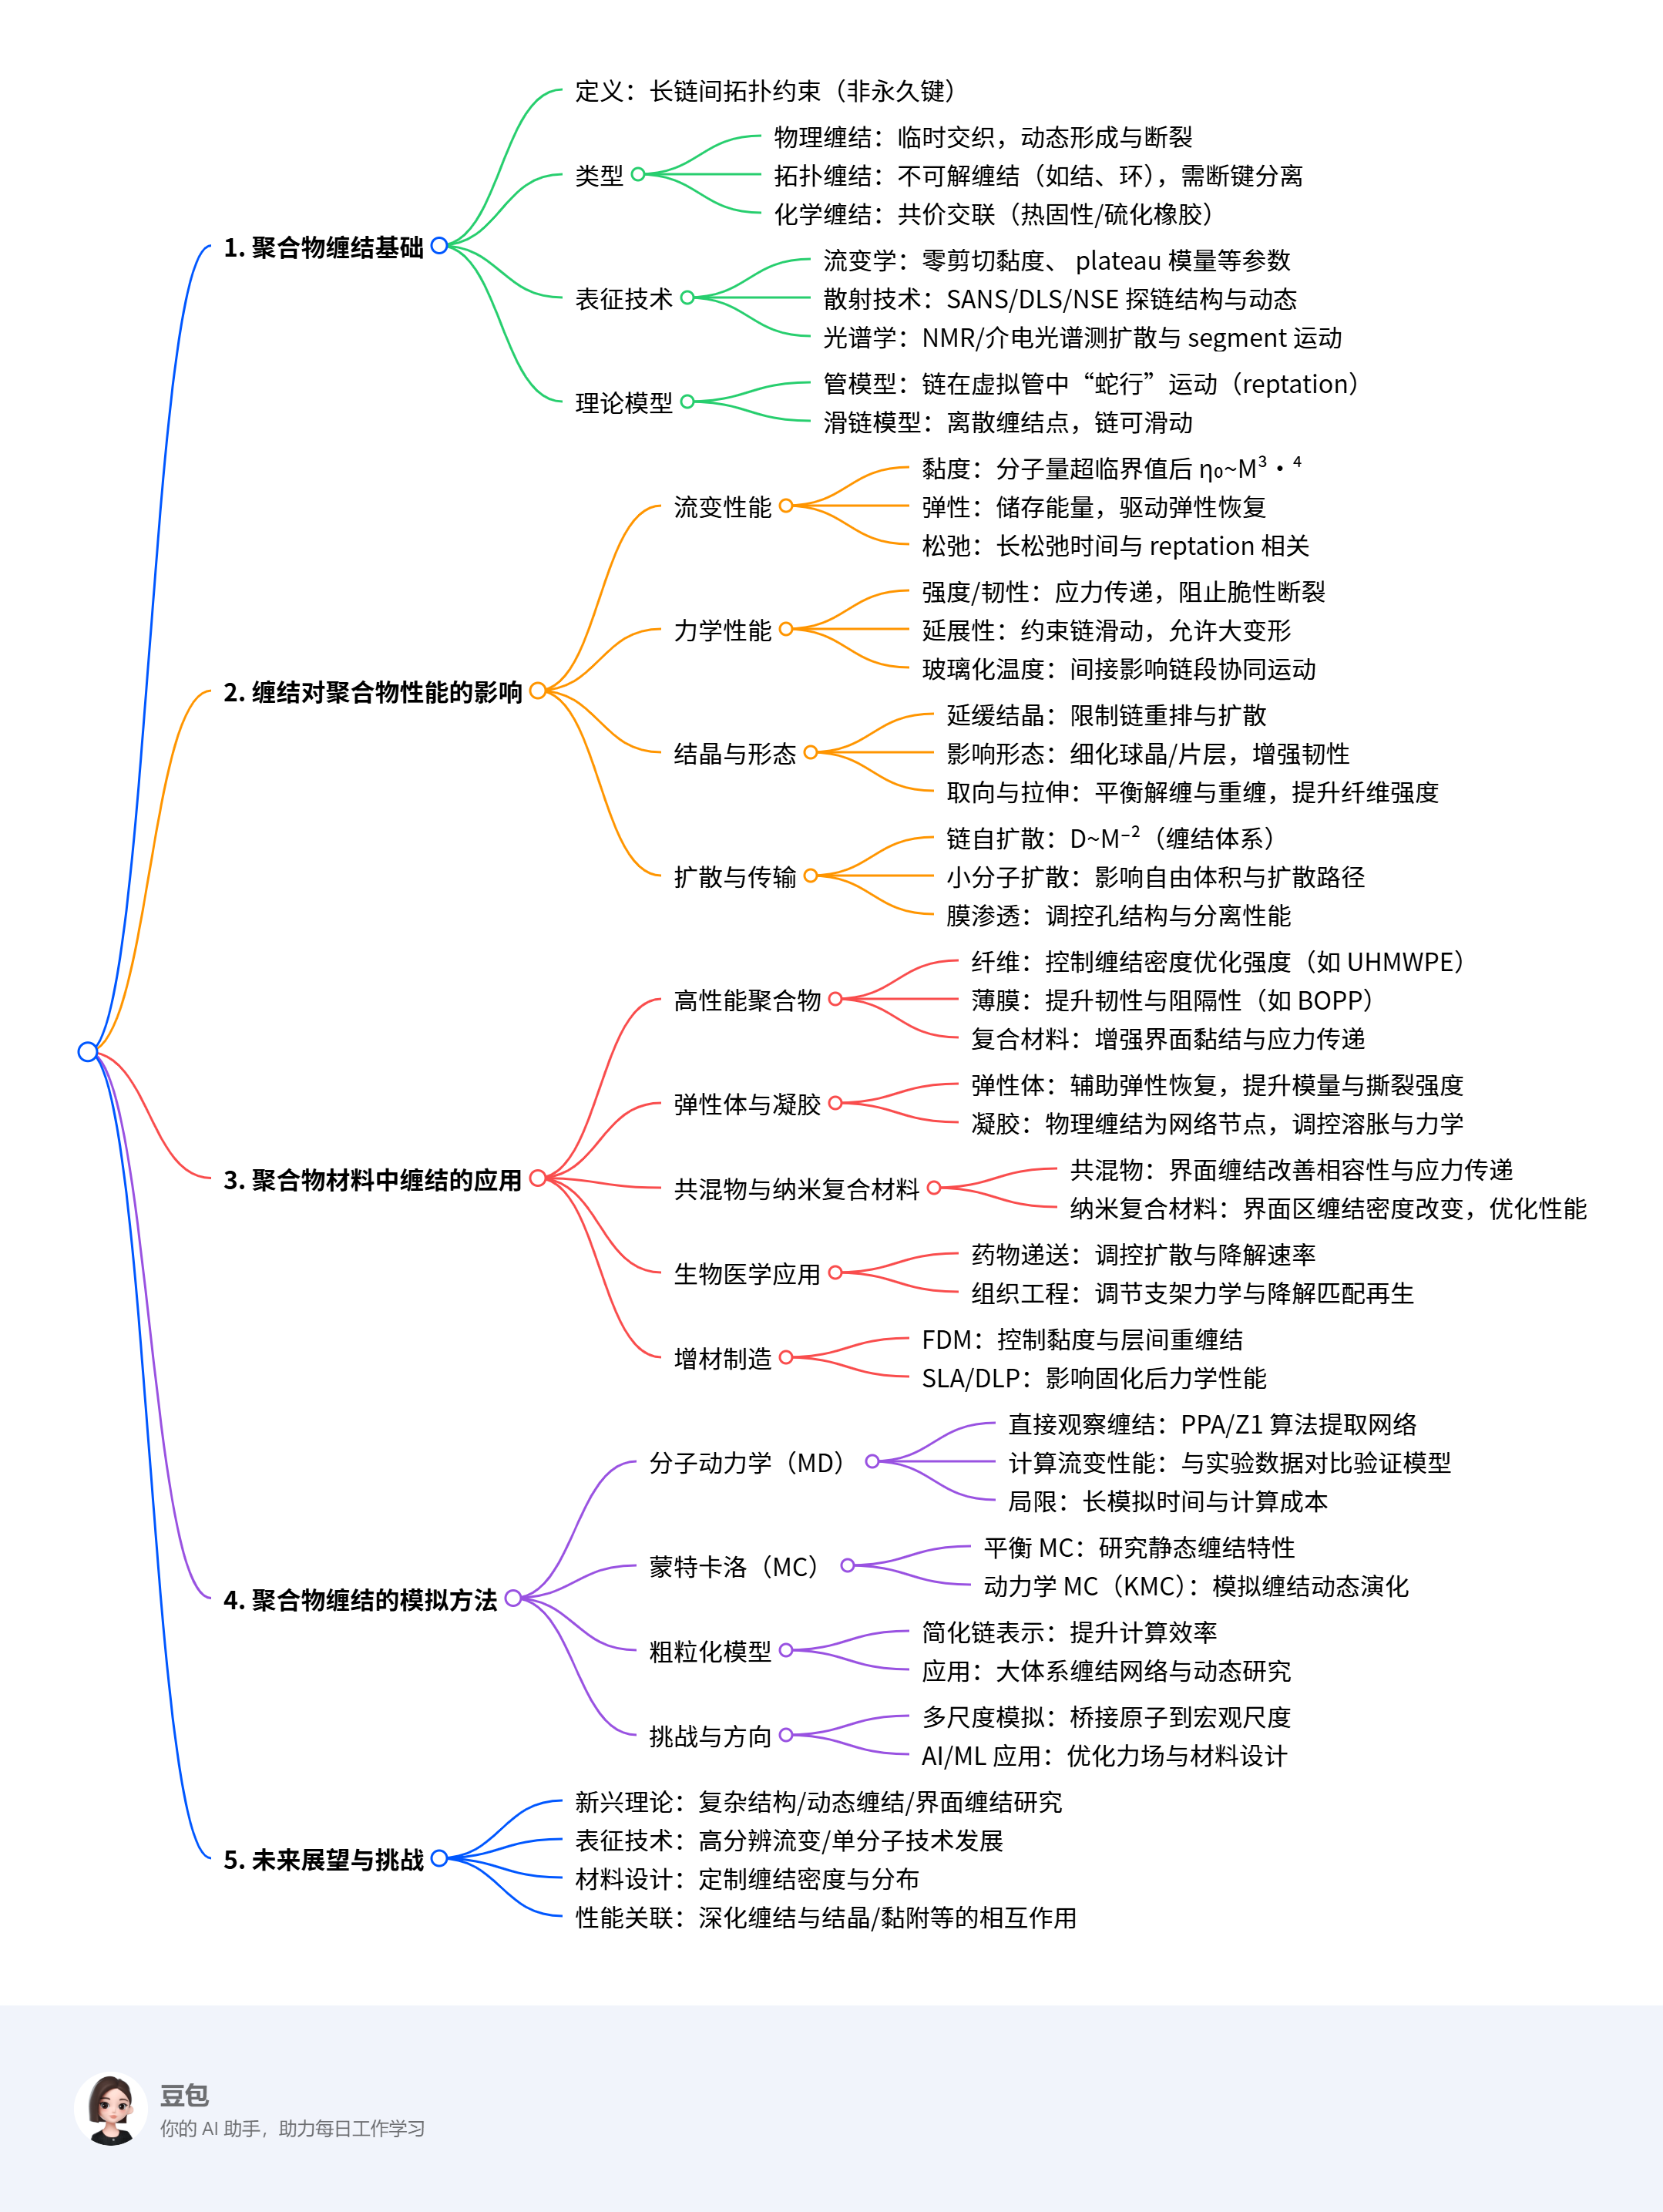 1. 聚合物缠结基础
定义：长链间拓扑约束（非永久键）
类型
物理缠结：临时交织，动态形成与断裂
拓扑缠结：不可解缠结（如结、环），需断键分离
化学缠结：共价交联（热固性/硫化橡胶）
表征技术
流变学：零剪切黏度、 plateau 模量等参数
散射技术：SANS/DLS/NSE 探链结构与动态
光谱学：NMR/介电光谱测扩散与 segment 运动
理论模型
管模型：链在虚拟管中“蛇行”运动（reptation）
滑链模型：离散缠结点，链可滑动
2. 缠结对聚合物性能的影响
流变性能
黏度：分子量超临界值后 η₀~M³・⁴
弹性：储存能量，驱动弹性恢复
松弛：长松弛时间与 reptation 相关
力学性能
强度/韧性：应力传递，阻止脆性断裂
延展性：约束链滑动，允许大变形
玻璃化温度：间接影响链段协同运动
结晶与形态
延缓结晶：限制链重排与扩散
影响形态：细化球晶/片层，增强韧性
取向与拉伸：平衡解缠与重缠，提升纤维强度
扩散与传输
链自扩散：D~M⁻²（缠结体系）
小分子扩散：影响自由体积与扩散路径
膜渗透：调控孔结构与分离性能
3. 聚合物材料中缠结的应用
高性能聚合物
纤维：控制缠结密度优化强度（如 UHMWPE）
薄膜：提升韧性与阻隔性（如 BOPP）
复合材料：增强界面黏结与应力传递
弹性体与凝胶
弹性体：辅助弹性恢复，提升模量与撕裂强度
凝胶：物理缠结为网络节点，调控溶胀与力学
共混物与纳米复合材料
共混物：界面缠结改善相容性与应力传递
纳米复合材料：界面区缠结密度改变，优化性能
生物医学应用
药物递送：调控扩散与降解速率
组织工程：调节支架力学与降解匹配再生
增材制造
FDM：控制黏度与层间重缠结
SLA/DLP：影响固化后力学性能
4. 聚合物缠结的模拟方法
分子动力学（MD）
直接观察缠结：PPA/Z1 算法提取网络
计算流变性能：与实验数据对比验证模型
局限：长模拟时间与计算成本
蒙特卡洛（MC）
平衡 MC：研究静态缠结特性
动力学 MC（KMC）：模拟缠结动态演化
粗粒化模型
简化链表示：提升计算效率
应用：大体系缠结网络与动态研究
挑战与方向
多尺度模拟：桥接原子到宏观尺度
AI/ML 应用：优化力场与材料设计
5. 未来展望与挑战
新兴理论：复杂结构/动态缠结/界面缠结研究
表征技术：高分辨流变/单分子技术发展
材料设计：定制缠结密度与分布
性能关联：深化缠结与结晶/黏附等的相互作用
豆包
你的 AI 助手，助力每日工作学习